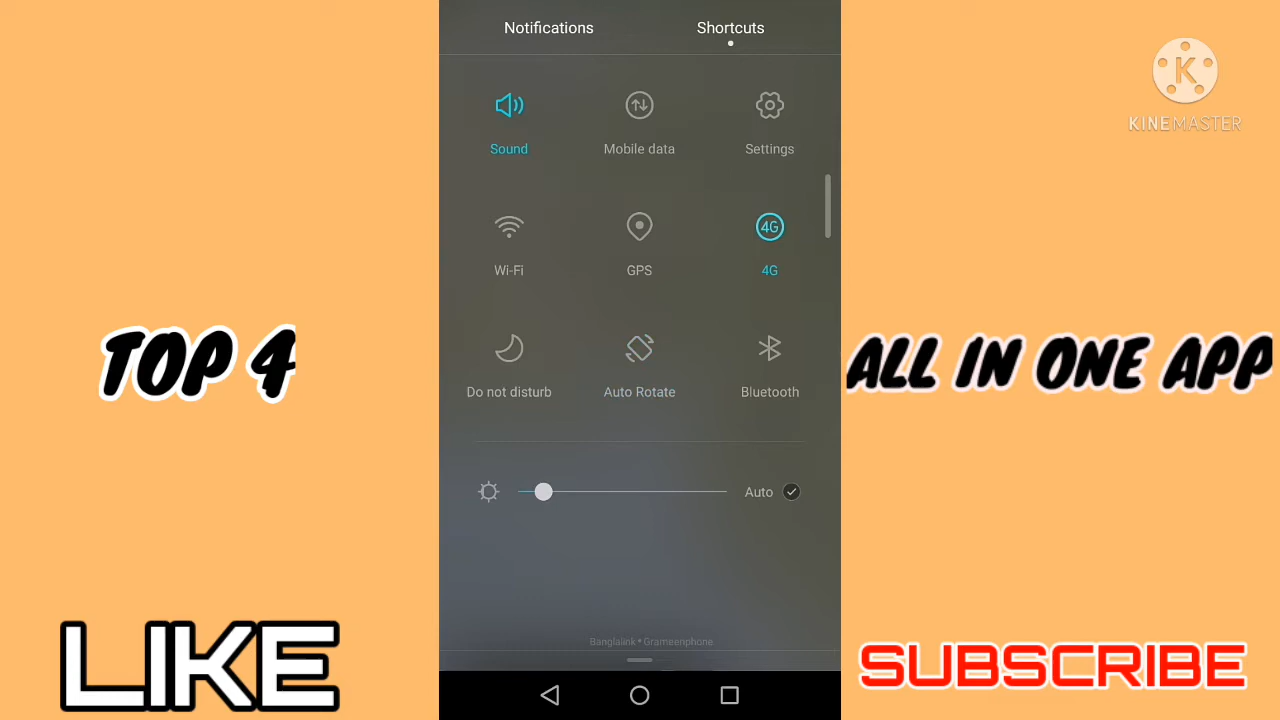 Notifications
Shortcuts
KINEMASTER
Sound
Mobile data
Settings
4G
Wi-Fi
GPS
4G
TOP 4
ALL IN ONE APP
Do not disturb
Auto Rotate
Bluetooth
Auto
Banglalink • Grameenphone
LIKE
SUBSCRIBE